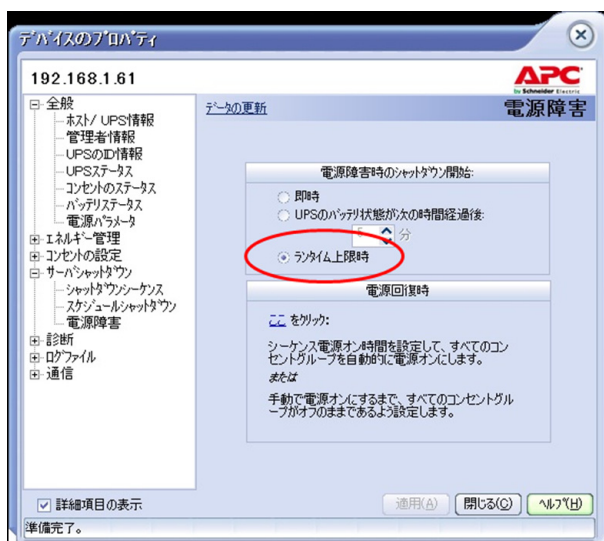 デバイスのプロパティ
192.168.1.61
APC
by Schneider Electric
全般
ホスト/ UPS情報
管理者情報
UPSのID情報
UPSステータス
コンセントのステータス
バッテリステータス
電源パラメータ
エネルギー管理
コンセントの設定
サーバシャットダウン
シャットダウンシーケンス
スケジュールシャットダウン
電源障害
診断
ログファイル
通信
データの更新
電源障害
電源障害時のシャットダウン開始:
即時
UPSのバッテリ状態が次の時間経過後:
5 分
ランタイム上限時
電源回復時
ここ をクリック:
シーケンス電源オン時間を設定して、すべてのコン
セントグループを自動的に電源オンにします。
または
手動で電源オンにするまで、すべてのコンセントグル
ープがオフのままであるよう設定します。
詳細項目の表示
適用(A)
閉じる(C)
ヘルプ(H)
準備完了。